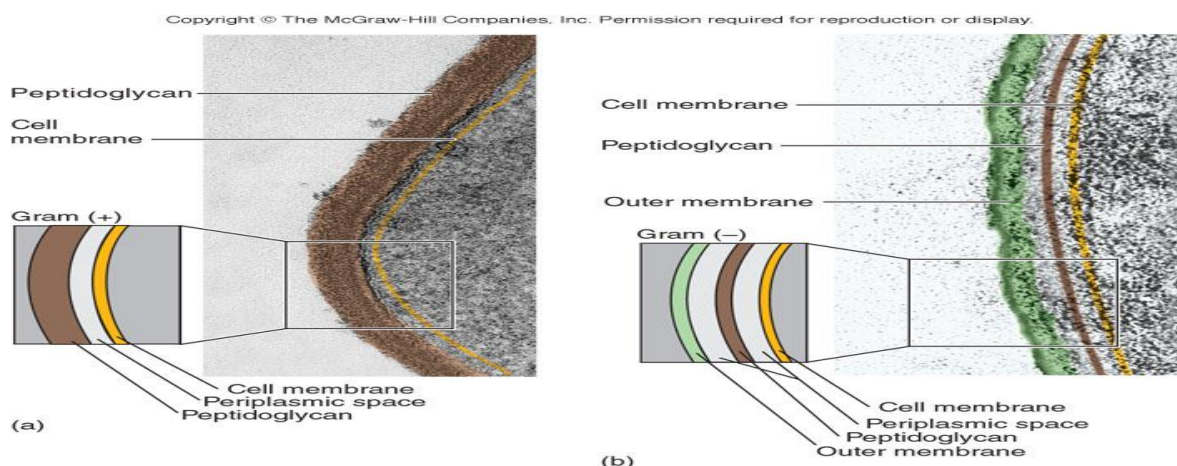 Copyright © The McGraw-Hill Companies, Inc. Permission required for reproduction or display.
Peptidoglycan
Cell
membrane
Gram (+)
Cell membrane
Periplasmic space
Peptidoglycan
(a)
Cell membrane
Peptidoglycan
Outer membrane
Gram (–)
Cell membrane
Periplasmic space
Peptidoglycan
Outer membrane
(b)